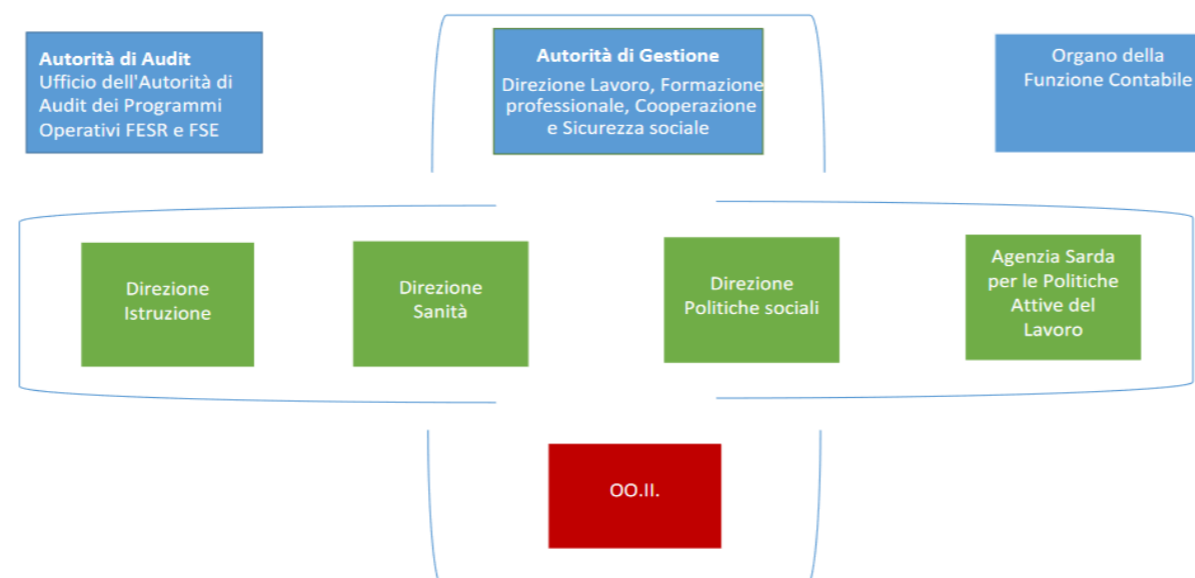 Autorità di Audit
Ufficio dell'Autorità di
Audit dei Programmi
Operativi FESR e FSE
Autorità di Gestione
Direzione Lavoro, Formazione
professionale, Cooperazione
e Sicurezza sociale
Organo della
Funzione Contabile
Direzione
Istruzione
Direzione
Sanità
Direzione
Politiche sociali
Agenzia Sarda
per le Politiche
Attive del
Lavoro
OO.II.